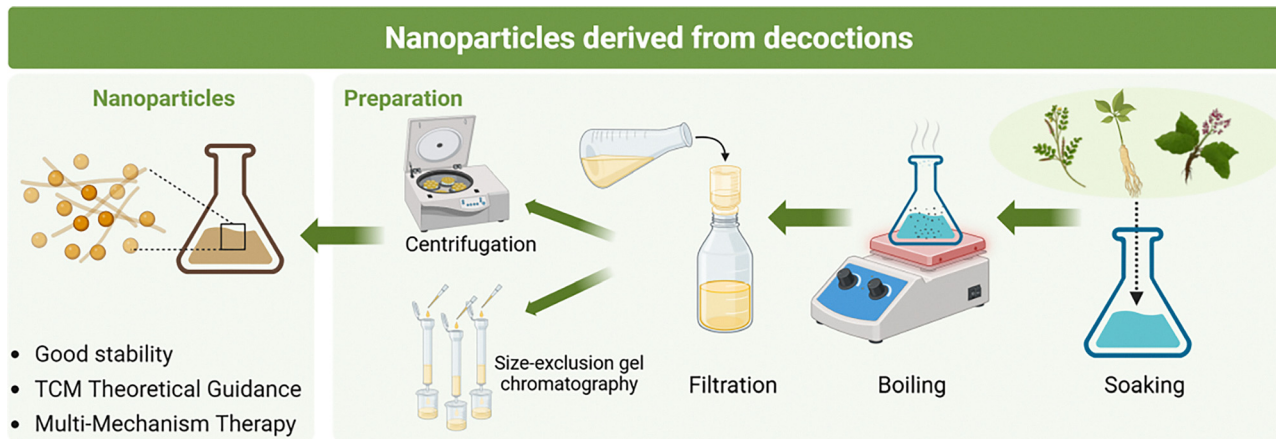 Nanoparticles derived from decoctions
Nanoparticles
Preparation
Centrifugation
Size-exclusion gel
chromatography
Filtration
Boiling
Soaking
• Good stability
• TCM Theoretical Guidance
• Multi-Mechanism Therapy